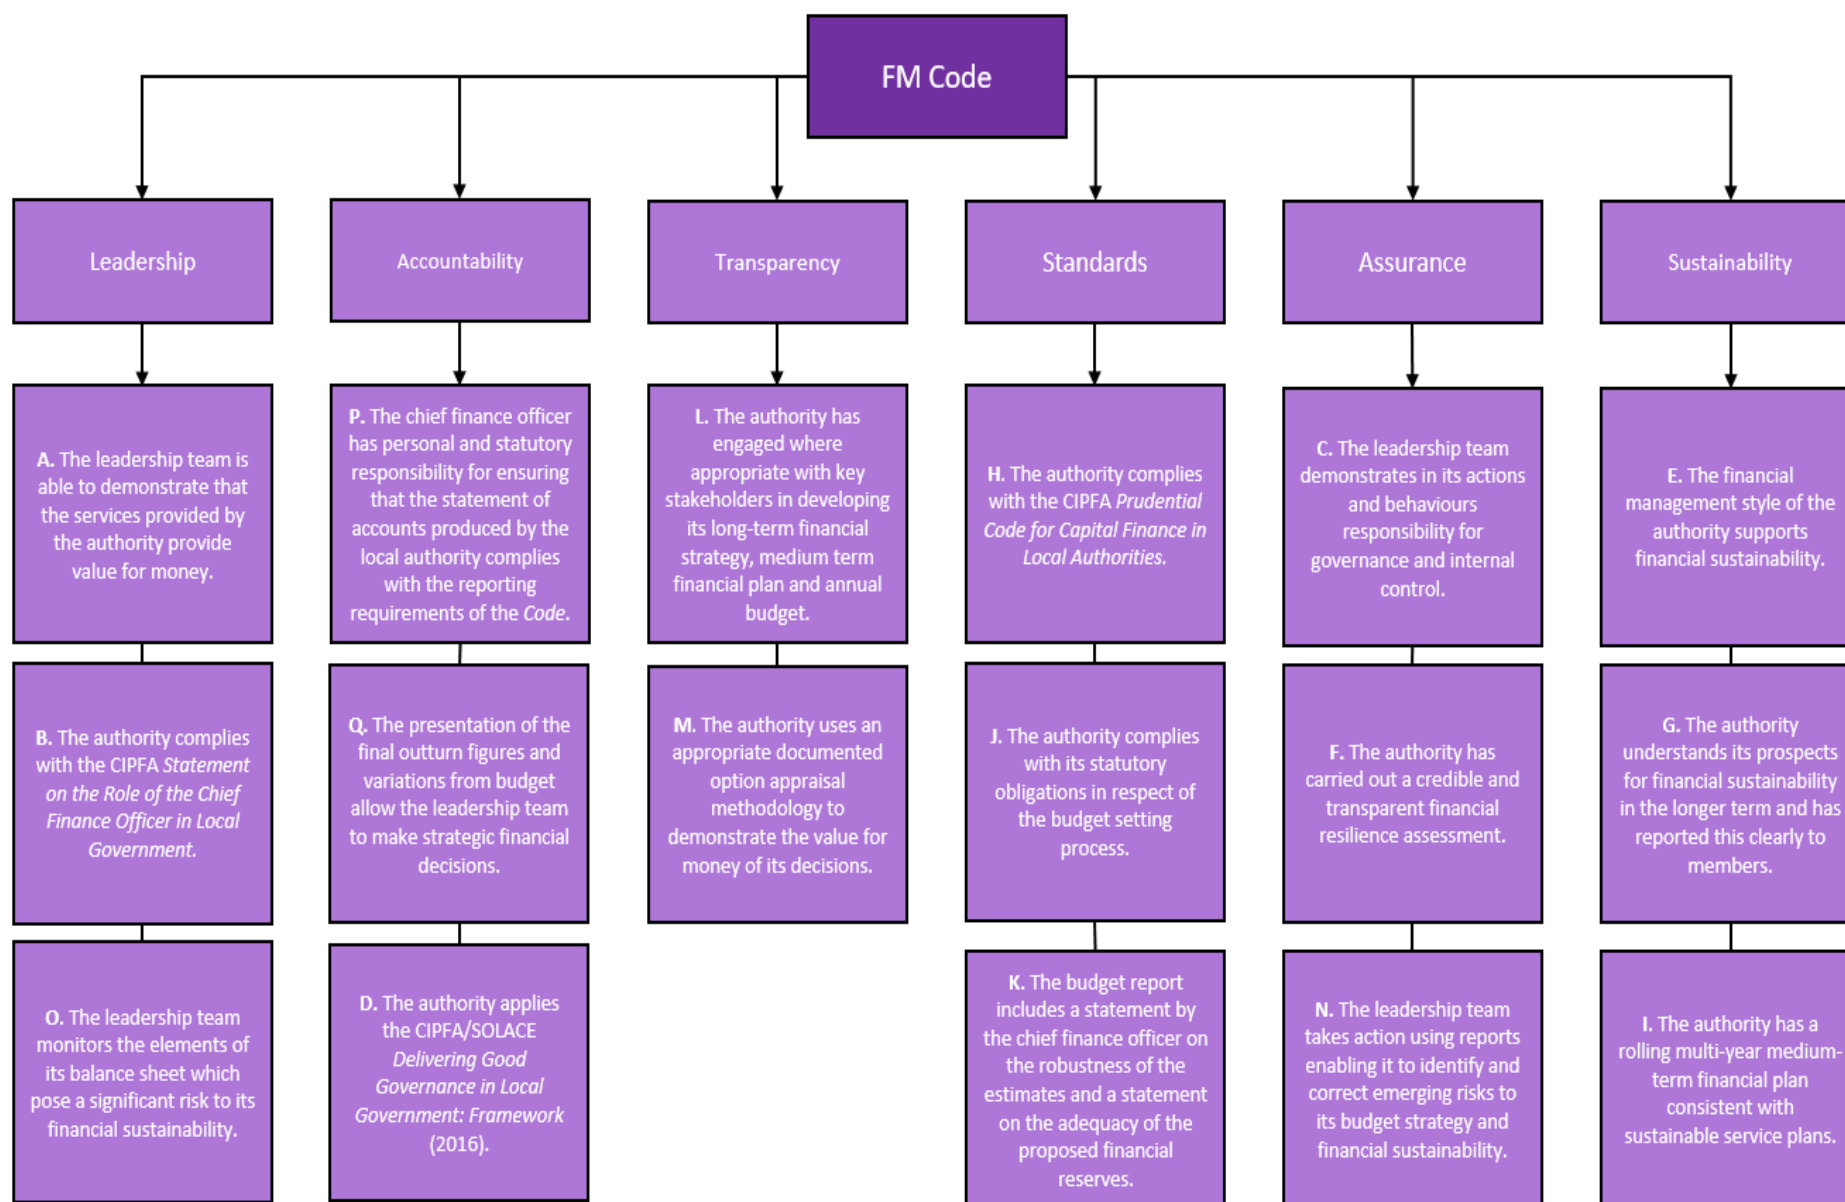 FM Code
Leadership
Accountability
Transparency
Standards
Assurance
Sustainability
A. The leadership team is
able to demonstrate that
the services provided by
the authority provide
value for money.
P. The chief finance officer
has personal and statutory
responsibility for ensuring
that the statement of
accounts produced by the
local authority complies
with the reporting
requirements of the Code.
L. The authority has
engaged where
appropriate with key
stakeholders in developing
its long-term financial
strategy, medium term
financial plan and annual
budget.
H. The authority complies
with the CIPFA Prudential
Code for Capital Finance in
Local Authorities.
C. The leadership team
demonstrates in its actions
and behaviours
responsibility for
governance and internal
control.
E. The financial
management style of the
authority supports
financial sustainability.
B. The authority complies
with the CIPFA Statement
on the Role of the Chief
Finance Officer in Local
Government.
Q. The presentation of the
final outturn figures and
variations from budget
allow the leadership team
to make strategic financial
decisions.
M. The authority uses an
appropriate documented
option appraisal
methodology to
demonstrate the value for
money of its decisions.
J. The authority complies
with its statutory
obligations in respect of
the budget setting
process.
F. The authority has
carried out a credible and
transparent financial
resilience assessment.
G. The authority
understands its prospects
for financial sustainability
in the longer term and has
reported this clearly to
members.
O. The leadership team
monitors the elements of
its balance sheet which
pose a significant risk to its
financial sustainability.
D. The authority applies
the CIPFA/SOLACE
Delivering Good
Governance in Local
Government: Framework
(2016).
K. The budget report
includes a statement by
the chief finance officer on
the robustness of the
estimates and a statement
on the adequacy of the
proposed financial
reserves.
N. The leadership team
takes action using reports
enabling it to identify and
correct emerging risks to
its budget strategy and
financial sustainability.
I. The authority has a
rolling multi-year medium-
term financial plan
consistent with
sustainable service plans.